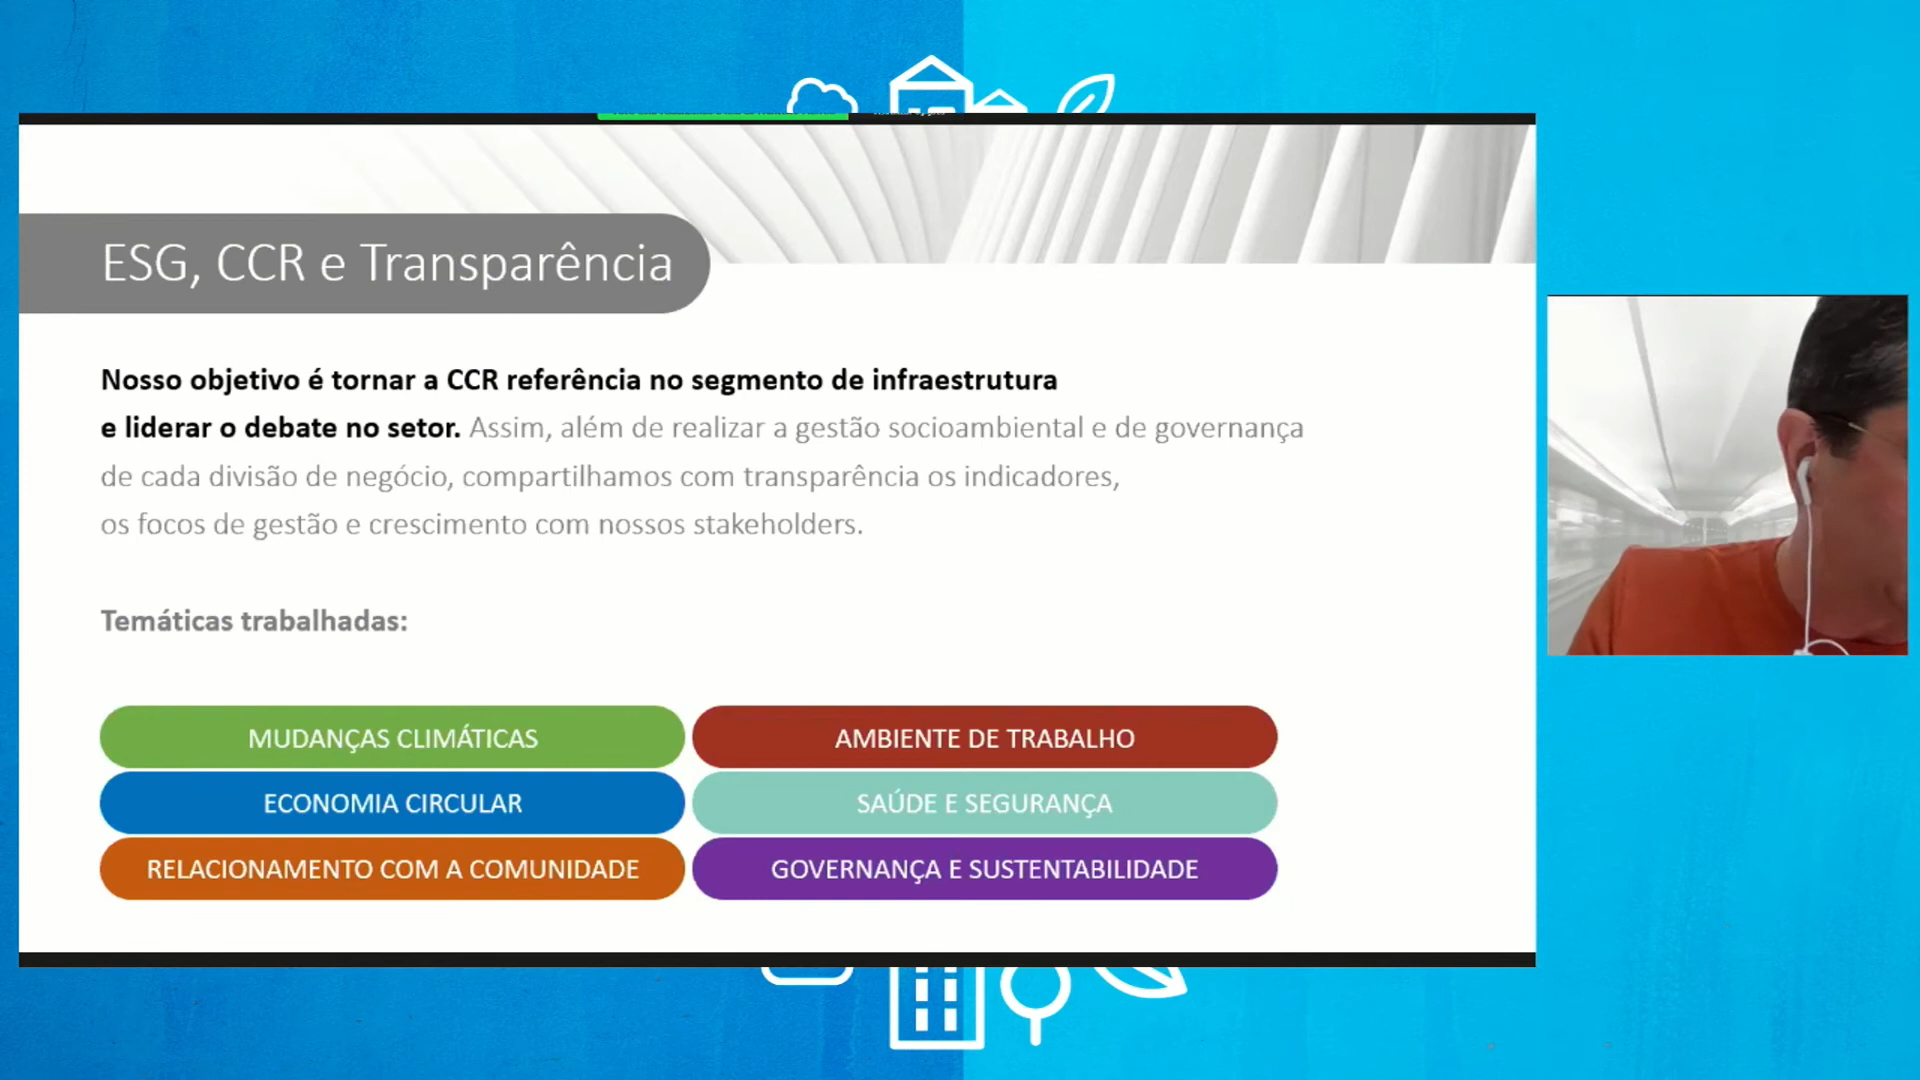 ESG, CCR e Transparência
Nosso objetivo é tornar a CCR referência no segmento de infraestrutura
e liderar o debate no setor. Assim, além de realizar a gestão socioambiental e de governança
de cada divisão de negócio, compartilhamos com transparência os indicadores,
os focos de gestão e crescimento com nossos stakeholders.
Temáticas trabalhadas:
MUDANÇAS CLIMÁTICAS
AMBIENTE DE TRABALHO
ECONOMIA CIRCULAR
SAÚDE E SEGURANÇA
RELACIONAMENTO COM A COMUNIDADE
GOVERNANÇA E SUSTENTABILIDADE